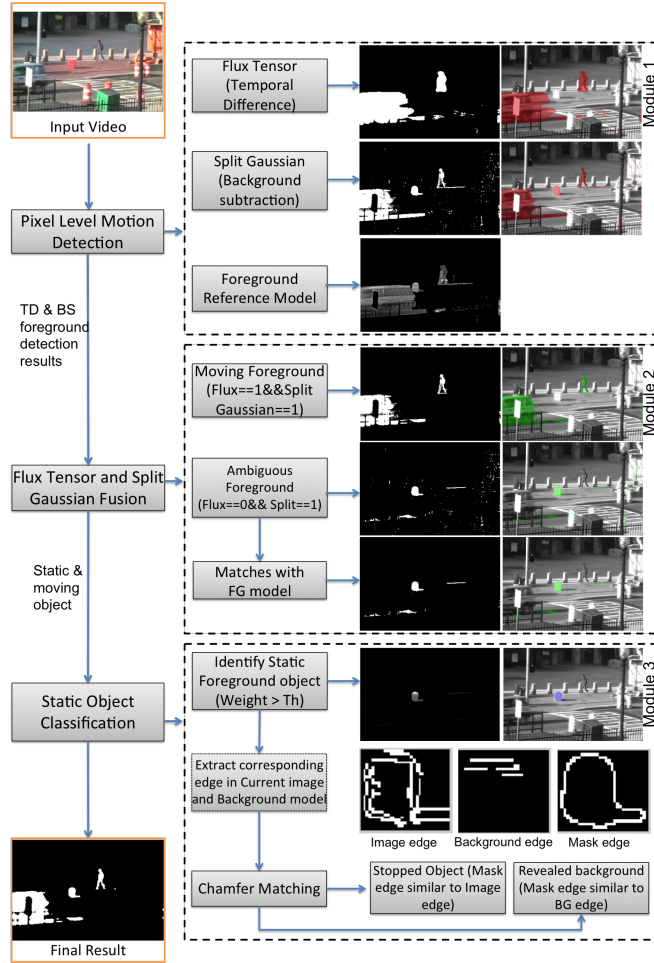 Input Video
Pixel Level Motion
Detection
TD & BS
foreground
detection
results
Flux Tensor and Split
Gaussian Fusion
Static &
moving
object
Static Object
Classification
Final Result
Module 1
Flux Tensor
(Temporal
Difference)
Split Gaussian
(Background
subtraction)
Foreground
Reference Model
Module 2
Moving Foreground
(Flux==1&&Split
Gaussian==1)
Ambiguous
Foreground
(Flux==0&& Split==1)
Matches with
FG model
Module 3
Identify Static
Foreground object
(Weight > Th)
Extract corresponding
edge in Current image
and Background model
Image edge
Background edge
Mask edge
Chamfer Matching
Stopped Object (Mask
edge similar to Image
edge)
Revealed background
(Mask edge similar to
BG edge)